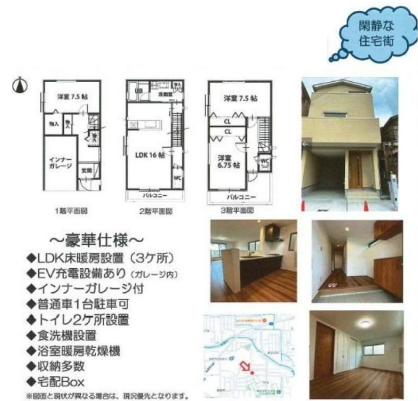 閑静な
住宅街
洋室 7.5 帖
物入
玄関
インナー
ガレージ
1階平面図
UB
洗面室
LDK 16 帖
WC
バルコニー
2階平面図
洋室 7.5帖
CL
CL
洋室
6.75 帖
WC
バルコニー
3階平面図
～豪華仕様～
◆LDK床暖房設置（3ケ所）
◆EV充電設備あり（ガレージ内）
◆インナーガレージ付
◆普通車1台駐車可
◆トイレ2ケ所設置
◆食洗機設置
◆浴室暖房乾燥機
◆収納多数
◆宅配Box
※図面と現状が異なる場合は、現況優先となります。